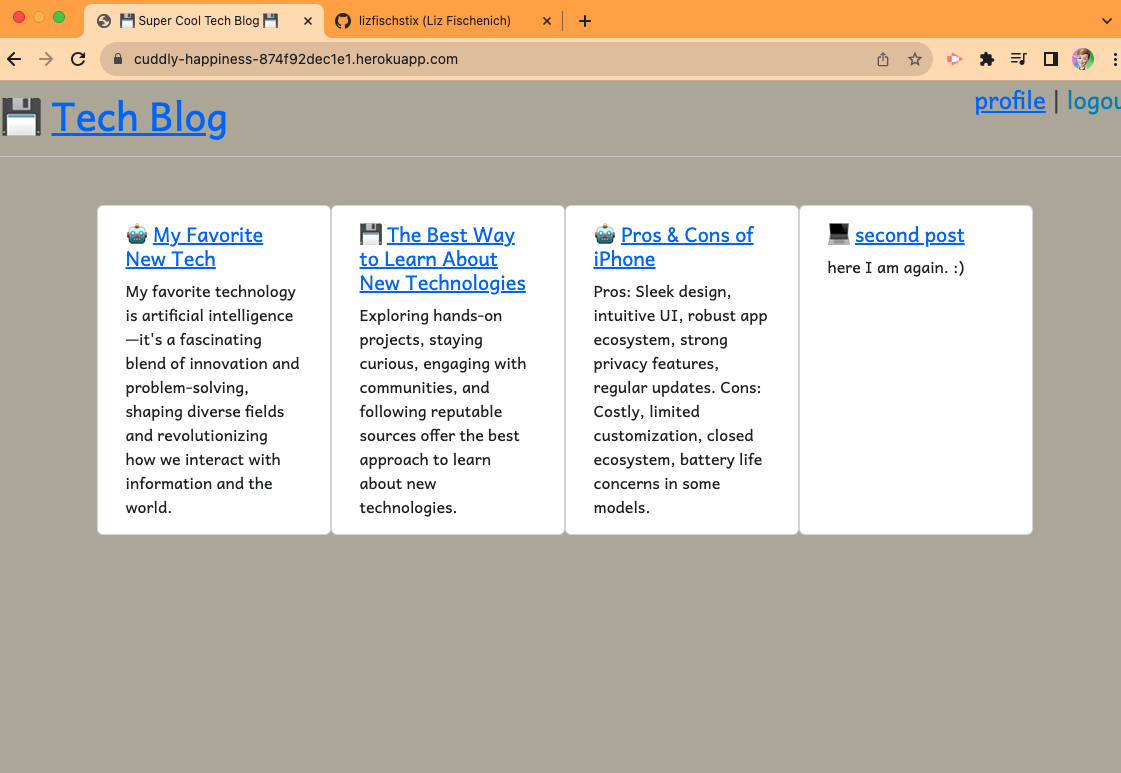 💾 Super Cool Tech Blog 💾
lizfischstix (Liz Fischenich)
cuddly-happiness-874f92dec1e1.herokuapp.com
💾 Tech Blog
profile | logou
🤖 My Favorite
New Tech
My favorite technology
is artificial intelligence
—it's a fascinating
blend of innovation and
problem-solving,
shaping diverse fields
and revolutionizing
how we interact with
information and the
world.
💾 The Best Way
to Learn About
New Technologies
Exploring hands-on
projects, staying
curious, engaging with
communities, and
following reputable
sources offer the best
approach to learn
about new
technologies.
🤖 Pros & Cons of
iPhone
Pros: Sleek design,
intuitive UI, robust app
ecosystem, strong
privacy features,
regular updates. Cons:
Costly, limited
customization, closed
ecosystem, battery life
concerns in some
models.
💻 second post
here I am again. :)